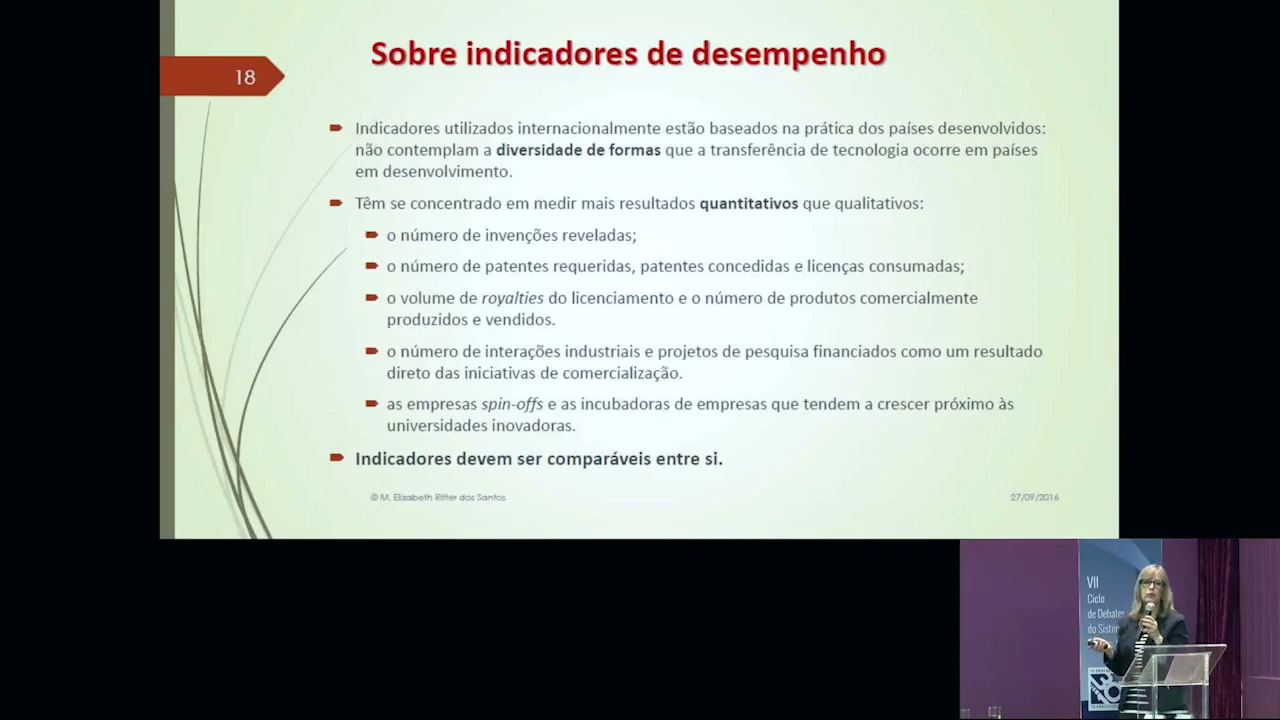 Sobre indicadores de desempenho
18
Indicadores utilizados internacionalmente estão baseados na prática dos países desenvolvidos:
não contemplam a diversidade de formas que a transferência de tecnologia ocorre em países
em desenvolvimento.
Têm se concentrado em medir mais resultados quantitativos que qualitativos:
o número de invenções reveladas;
o número de patentes requeridas, patentes concedidas e licenças consumadas;
o volume de royalties do licenciamento e o número de produtos comercialmente
produzidos e vendidos.
o número de interações industriais e projetos de pesquisa financiados como um resultado
direto das iniciativas de comercialização.
as empresas spin-offs e as incubadoras de empresas que tendem a crescer próximo às
universidades inovadoras.
Indicadores devem ser comparáveis entre si.
© M. Elizabeth Ritter dos Santos
27/09/2016
VII
Ciclo
de Debates
do